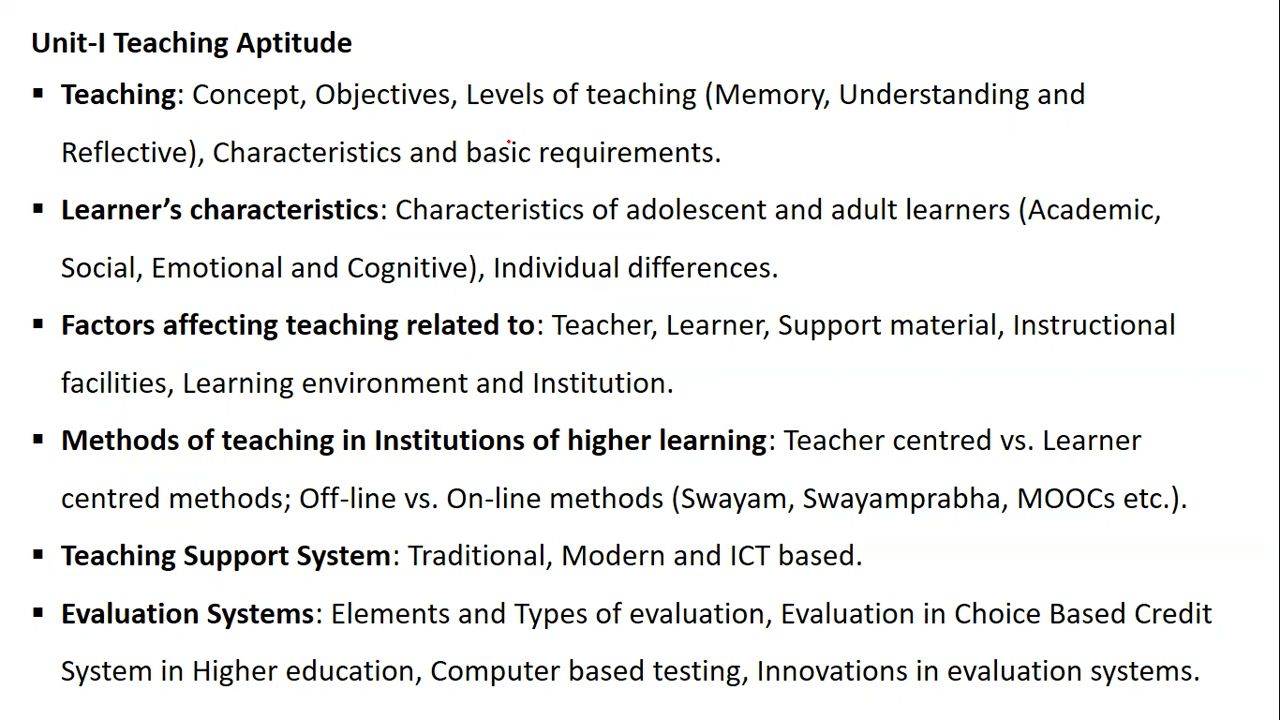 Unit-I Teaching Aptitude
▪ Teaching: Concept, Objectives, Levels of teaching (Memory, Understanding and
Reflective), Characteristics and basic requirements.
▪ Learner’s characteristics: Characteristics of adolescent and adult learners (Academic,
Social, Emotional and Cognitive), Individual differences.
▪ Factors affecting teaching related to: Teacher, Learner, Support material, Instructional
facilities, Learning environment and Institution.
▪ Methods of teaching in Institutions of higher learning: Teacher centred vs. Learner
centred methods; Off-line vs. On-line methods (Swayam, Swayamprabha, MOOCs etc.).
▪ Teaching Support System: Traditional, Modern and ICT based.
▪ Evaluation Systems: Elements and Types of evaluation, Evaluation in Choice Based Credit
System in Higher education, Computer based testing, Innovations in evaluation systems.